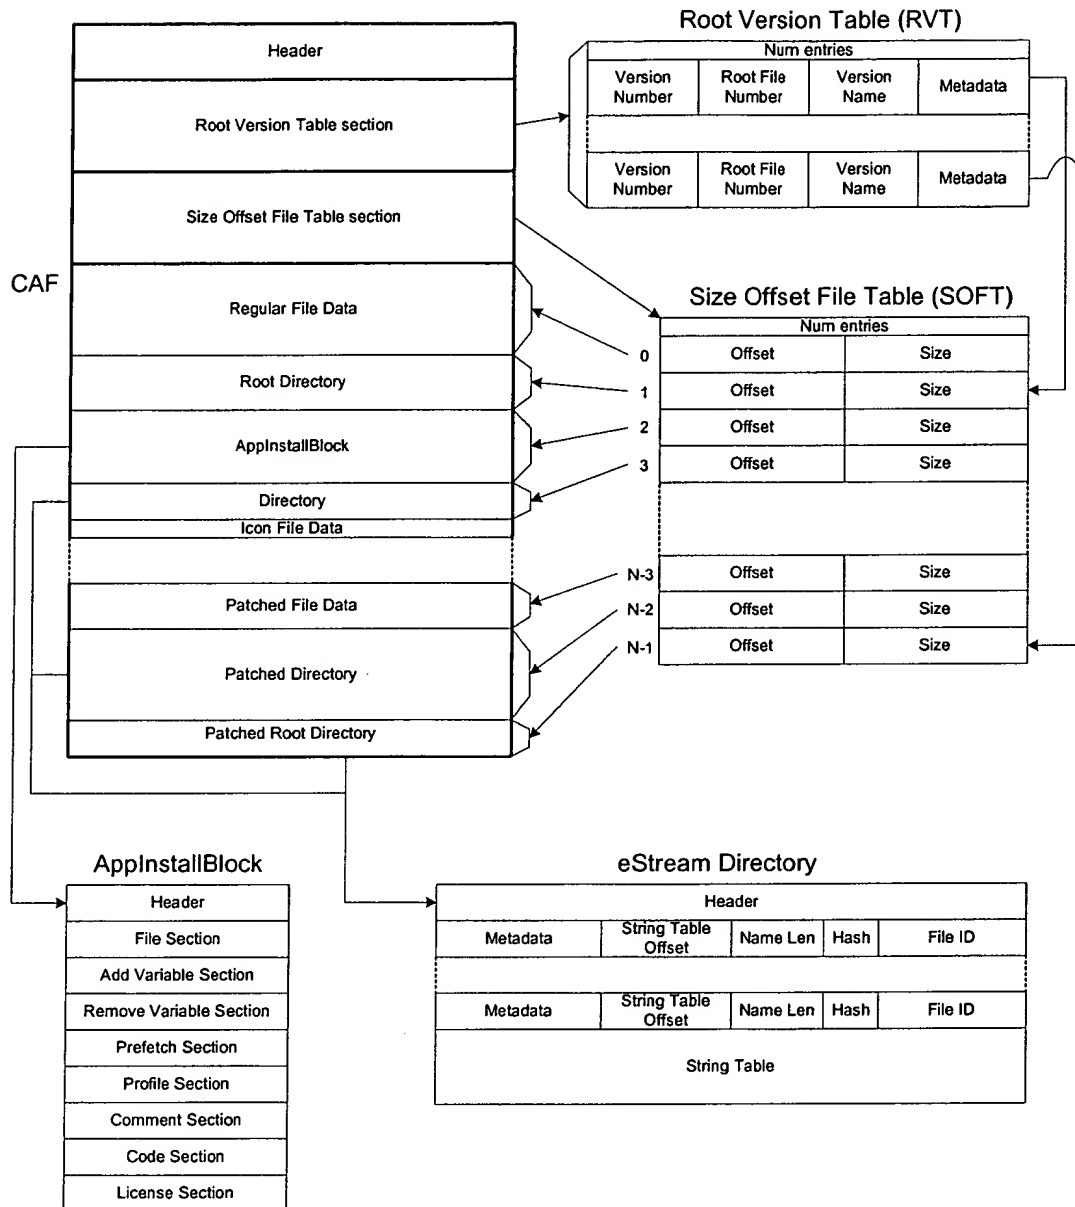 Root Version Table (RVT)
Header
Root Version Table section
Size Offset File Table section
CAF
Regular File Data
Root Directory
AppInstallBlock
Directory
Icon File Data
Patched File Data
Patched Directory
Patched Root Directory
Num entries
Version
Number
Root File
Number
Version
Name
Metadata
Version
Number
Root File
Number
Version
Name
Metadata
Size Offset File Table (SOFT)
Num entries
0 Offset Size
1 Offset Size
2 Offset Size
3 Offset Size
N-3 Offset Size
N-2 Offset Size
N-1 Offset Size
AppInstallBlock
Header
File Section
Add Variable Section
Remove Variable Section
Prefetch Section
Profile Section
Comment Section
Code Section
License Section
eStream Directory
Header
Metadata
String Table
Offset
Name Len
Hash
File ID
Metadata
String Table
Offset
Name Len
Hash
File ID
String Table